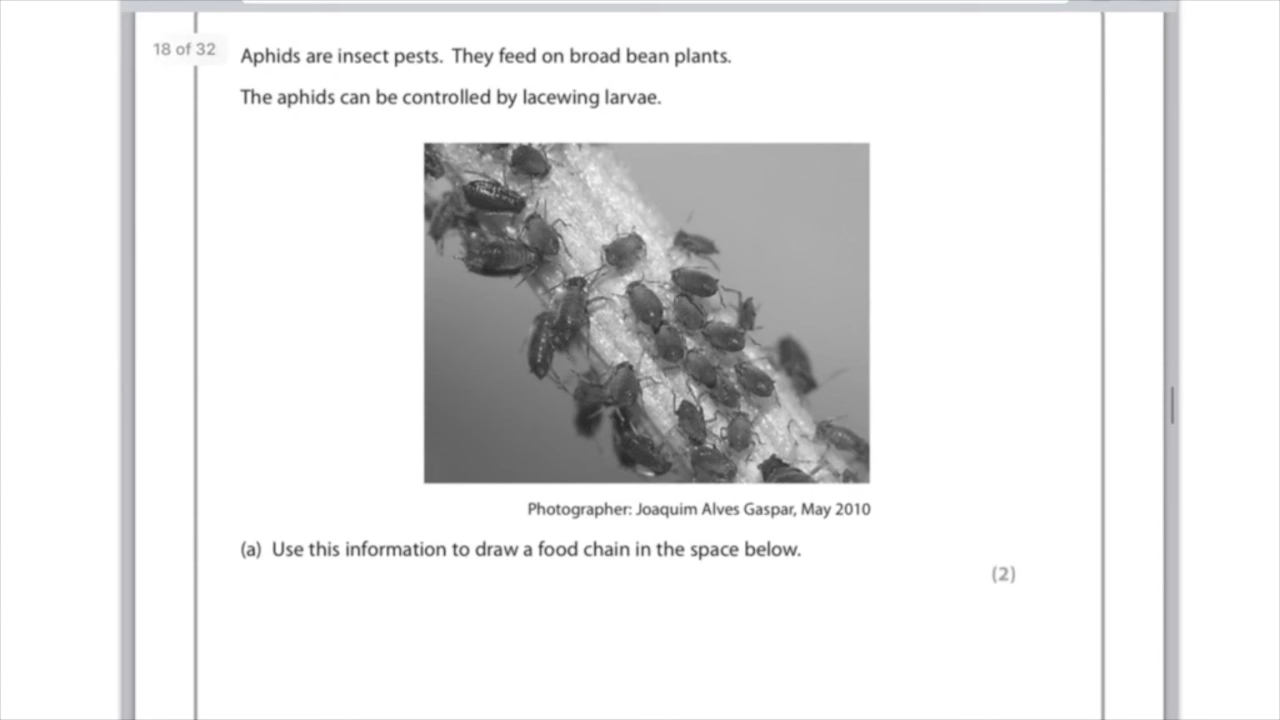 18 of 32
Aphids are insect pests. They feed on broad bean plants.
The aphids can be controlled by lacewing larvae.
Photographer: Joaquim Alves Gaspar, May 2010
(a) Use this information to draw a food chain in the space below.
(2)